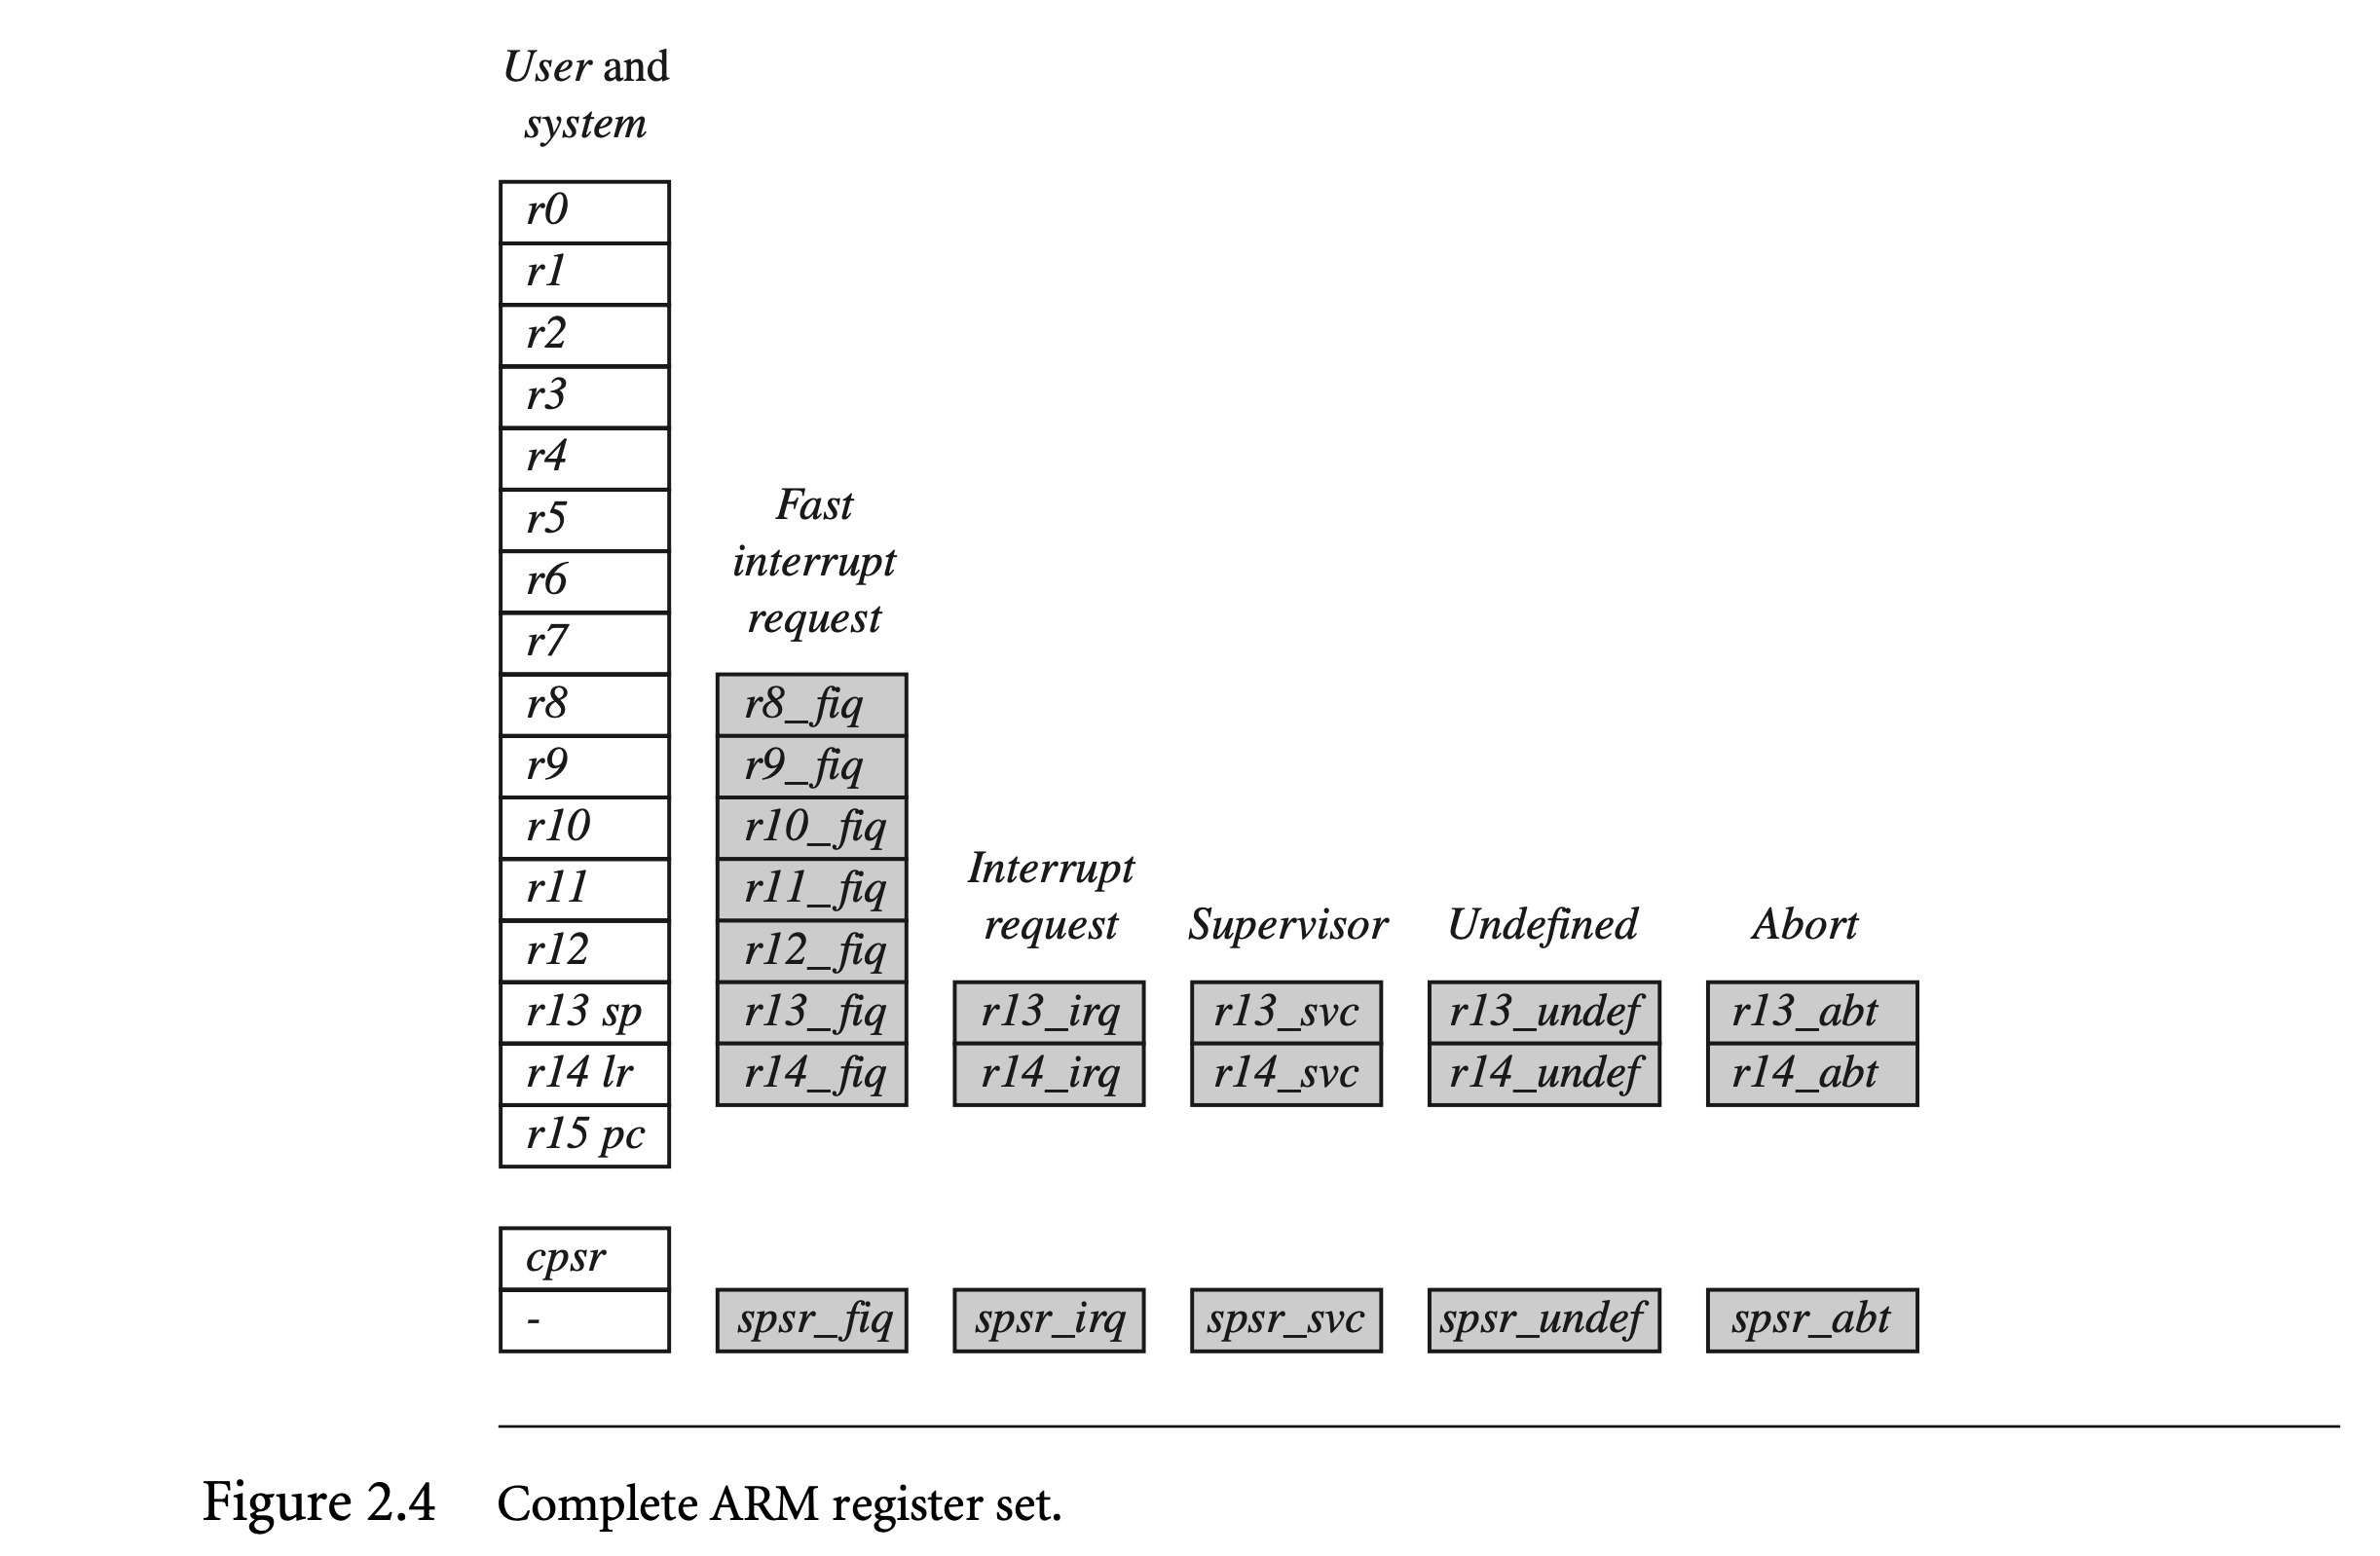 User and
system
r0
r1
r2
r3
r4
r5
r6
r7
r8
r9
r10
r11
r12
r13 sp
r14 lr
r15 pc
cpsr
-
Fast
interrupt
request
r8_fiq
r9_fiq
r10_fiq
r11_fiq
r12_fiq
r13_fiq
r14_fiq
spsr_fiq
Interrupt
request
r13_irq
r14_irq
spsr_irq
Supervisor
r13_svc
r14_svc
spsr_svc
Undefined
r13_undef
r14_undef
spsr_undef
Abort
r13_abt
r14_abt
spsr_abt
Figure 2.4 Complete ARM register set.